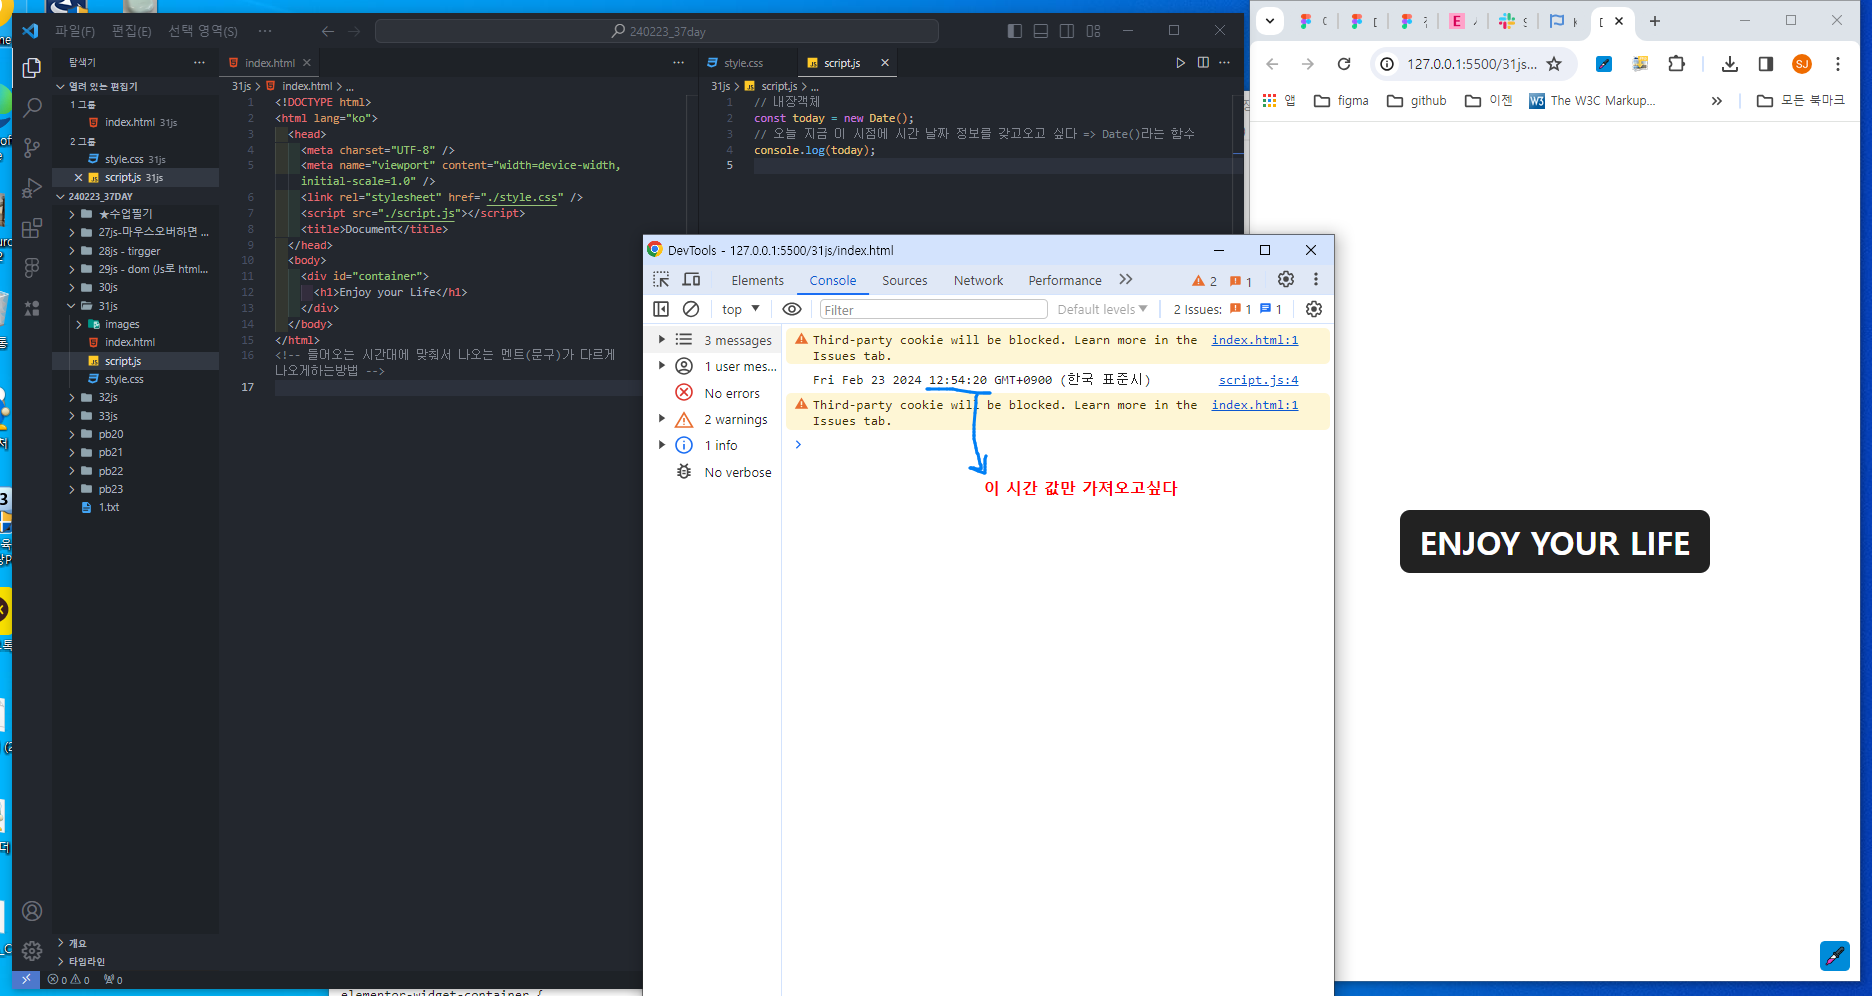 파일(F) 편집(E) 선택 영역(S) ···
240223_37day
탐색기
열려 있는 편집기
1 그룹
index.html 31js
2 그룹
style.css 31js
script.js 31js
240223_37DAY
★수업필기
27js-마우스오버하면 ...
28js - tirgger
29js - dom (Js로 html...
30js
31js
images
index.html
script.js
style.css
32js
33js
pb20
pb21
pb22
pb23
1.txt
개요
타임라인
0 0 0
index.html
31js > index.html > ...
1 <!DOCTYPE html>
2 <html lang="ko">
3 <head>
4 <meta charset="UTF-8" />
5 <meta name="viewport" content="width=device-width,
initial-scale=1.0" />
6 <link rel="stylesheet" href="./style.css" />
7 <script src="./script.js"></script>
8 <title>Document</title>
9 </head>
10 <body>
11 <div id="container">
12 <h1>Enjoy your Life</h1>
13 </div>
14 </body>
15 </html>
16 <!-- 들어오는 시간대에 맞춰서 나오는 멘트(문구)가 다르게
나오게하는방법 -->
17
style.css script.js
31js > script.js > ...
1 // 내장객체
2 const today = new Date();
3 // 오늘 지금 이 시점에 시간 날짜 정보를 갖고오고 싶다 => Date()라는 함수
4 console.log(today);
5
DevTools - 127.0.0.1:5500/31js/index.html
Elements Console Sources Network Performance 2 1
top Filter Default levels 2 Issues: 1 1
3 messages
1 user mes...
No errors
2 warnings
1 info
No verbose
Third-party cookie will be blocked. Learn more in the index.html:1
Issues tab.
Fri Feb 23 2024 12:54:20 GMT+0900 (한국 표준시) script.js:4
Third-party cookie will be blocked. Learn more in the index.html:1
Issues tab.
이 시간 값만 가져오고싶다
127.0.0.1:5500/31js... SJ
앱 figma github 이젠 W3 The W3C Markup... 모든 북마크
ENJOY YOUR LIFE
elementor-widget-container {